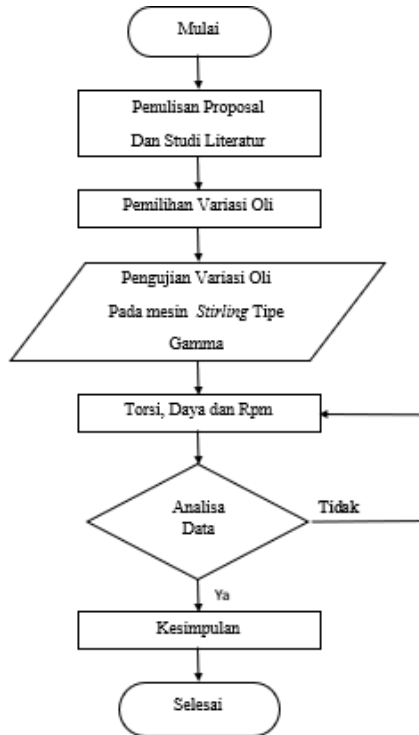 Mulai
Penulisan Proposal
Dan Studi Literatur
Pemilihan Variasi Oli
Pengujian Variasi Oli
Pada mesin Stirling Tipe
Gamma
Torsi, Daya dan Rpm
Analisa
Data
Tidak
Ya
Kesimpulan
Selesai